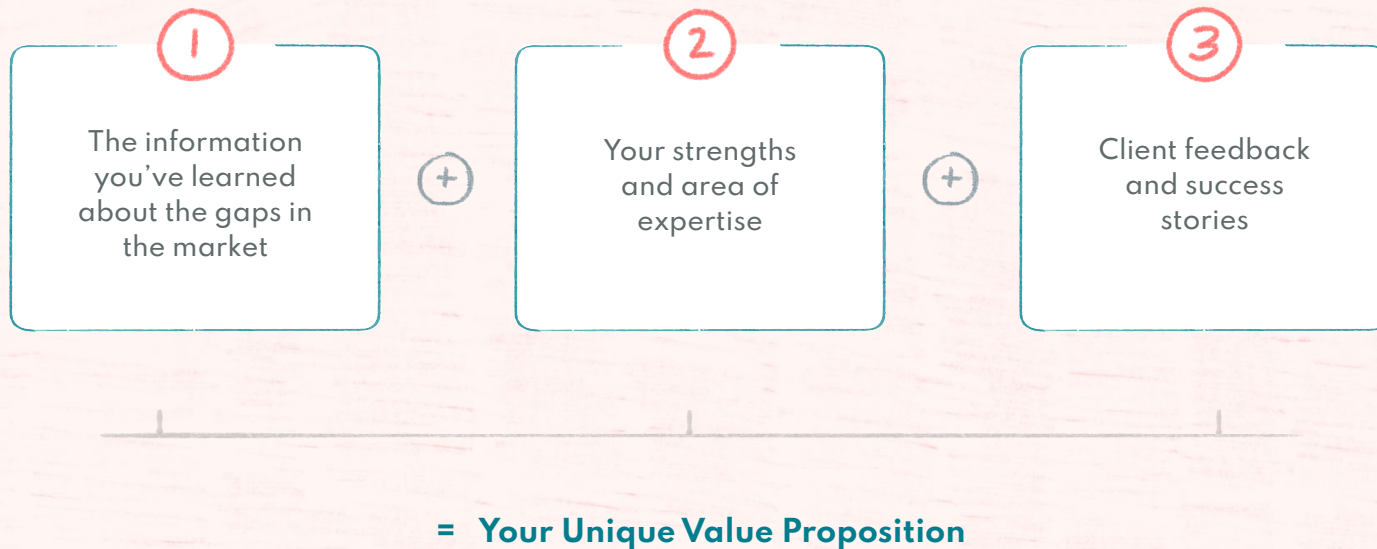 1
The information
you’ve learned
about the gaps in
the market
+
2
Your strengths
and area of
expertise
+
3
Client feedback
and success
stories
= Your Unique Value Proposition